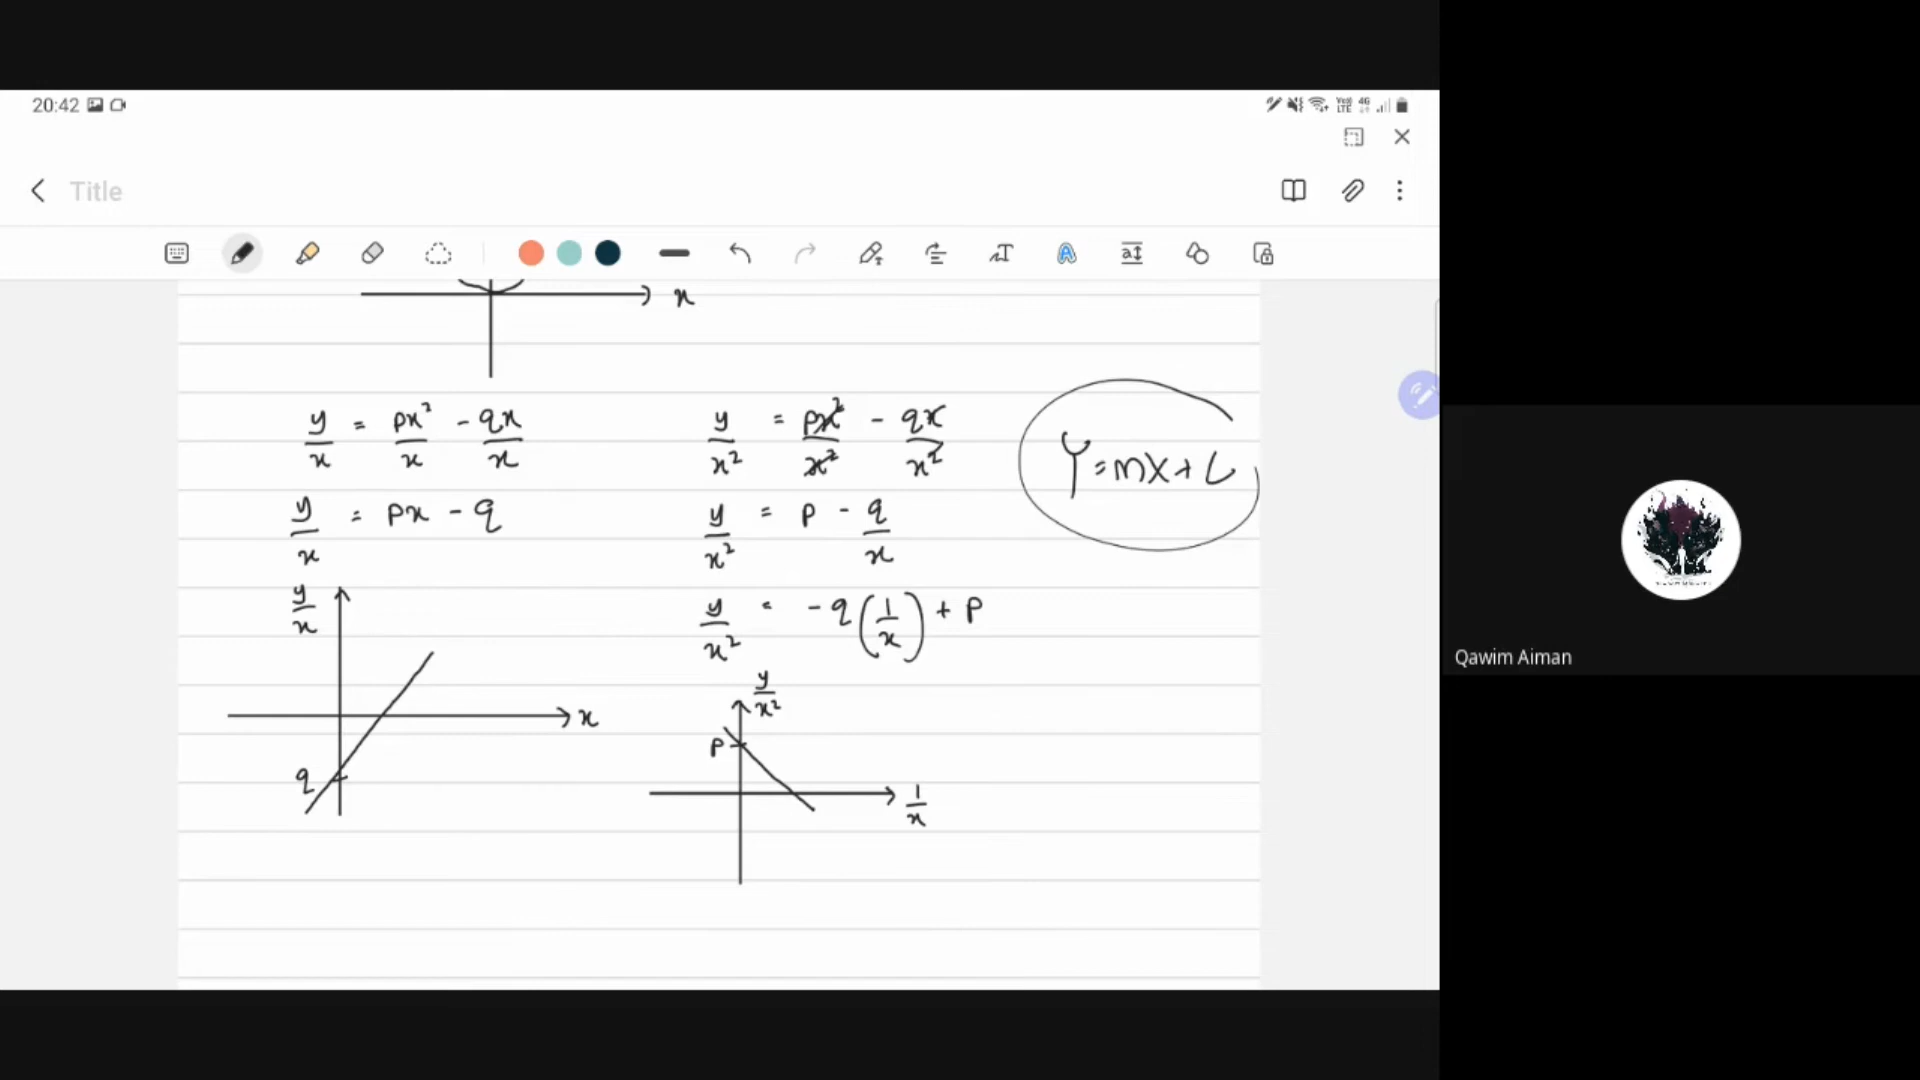 20:42
Title
x
y/x = px²/x - qx/x
y/x² = px²/x² - qx/x²
Y = mX + C
y/x = px - q
y/x² = p - q/x
y/x² = -q(1/x) + p
y/x
x
q
y/x²
p
1/x
Qawim Aiman